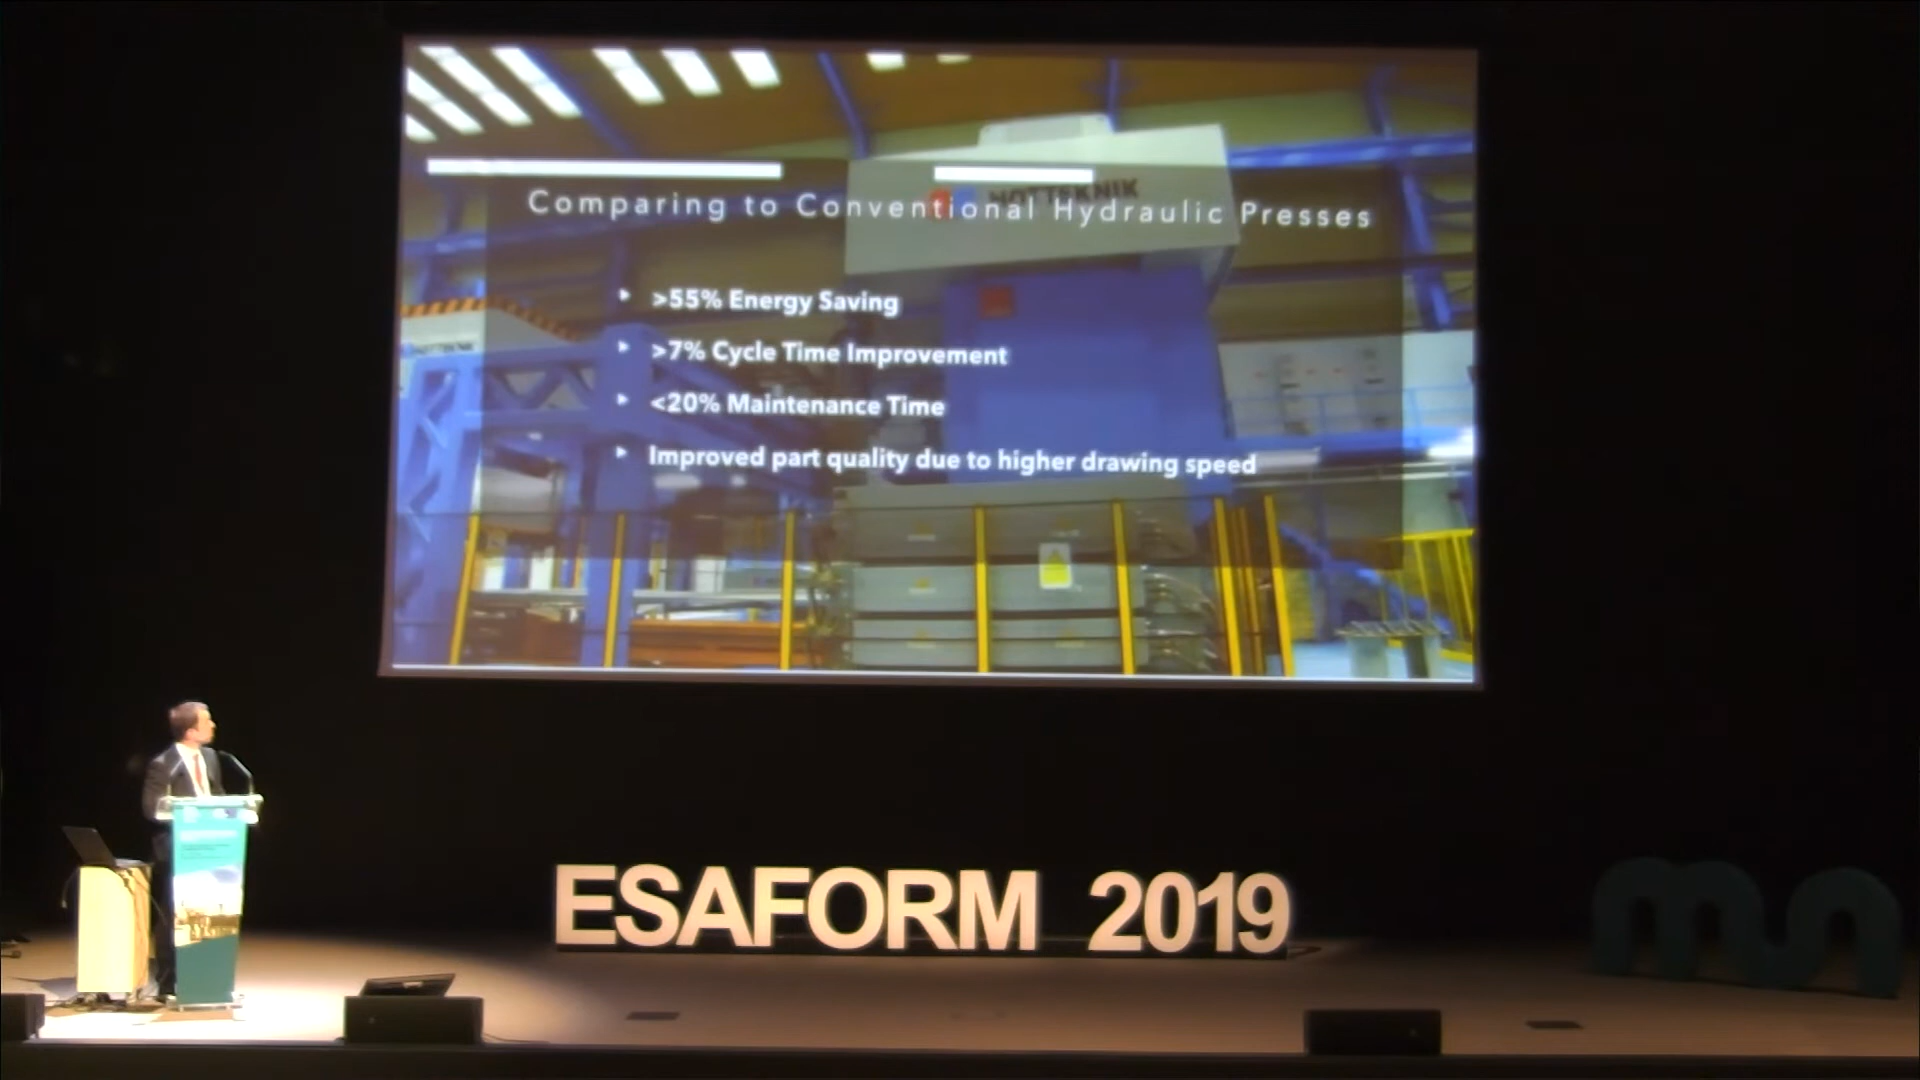 HOTTEKNIK
Comparing to Conventional Hydraulic Presses
>55% Energy Saving
>7% Cycle Time Improvement
<20% Maintenance Time
Improved part quality due to higher drawing speed
ESAFORM 2019